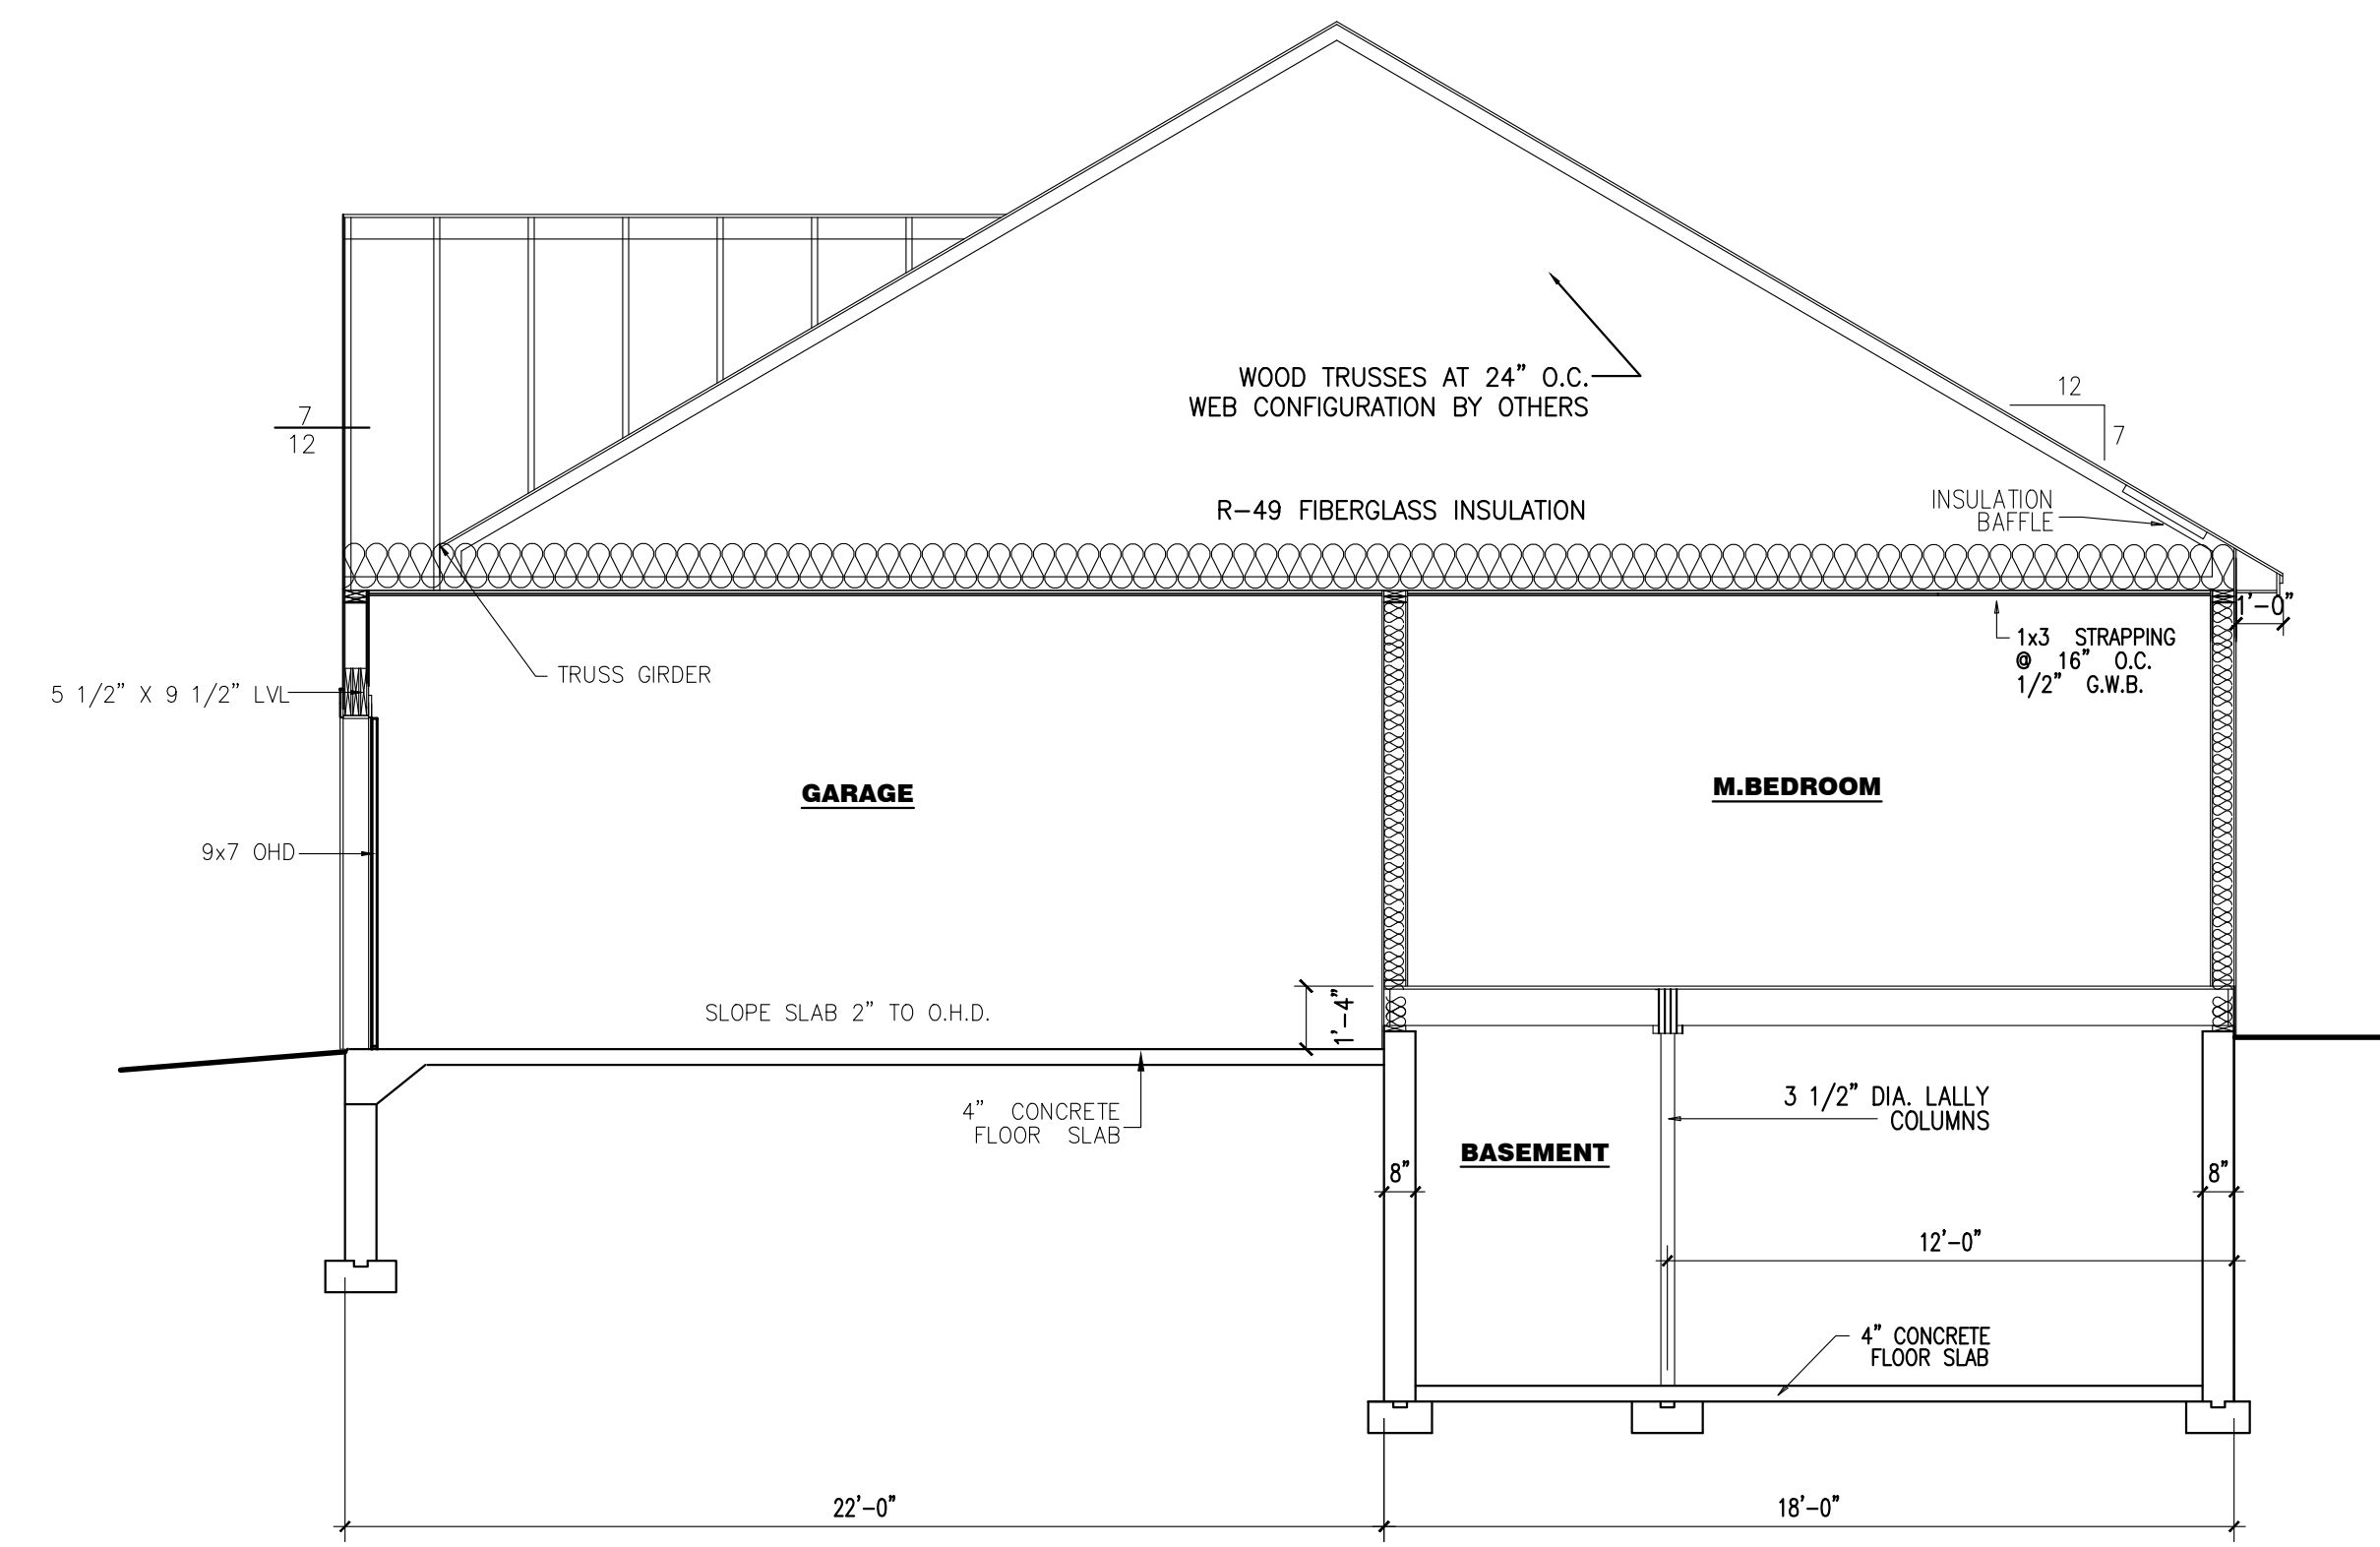 WOOD TRUSSES AT 24" O.C.
WEB CONFIGURATION BY OTHERS
12
7
7
12
R-49 FIBERGLASS INSULATION
INSULATION
BAFFLE
1'-0"
1x3 STRAPPING
@ 16" O.C.
1/2" G.W.B.
TRUSS GIRDER
5 1/2" X 9 1/2" LVL
GARAGE
M.BEDROOM
9x7 OHD
SLOPE SLAB 2" TO O.H.D.
1'-4"
4" CONCRETE
FLOOR SLAB
3 1/2" DIA. LALLY
COLUMNS
BASEMENT
8"
8"
12'-0"
4" CONCRETE
FLOOR SLAB
22'-0"
18'-0"